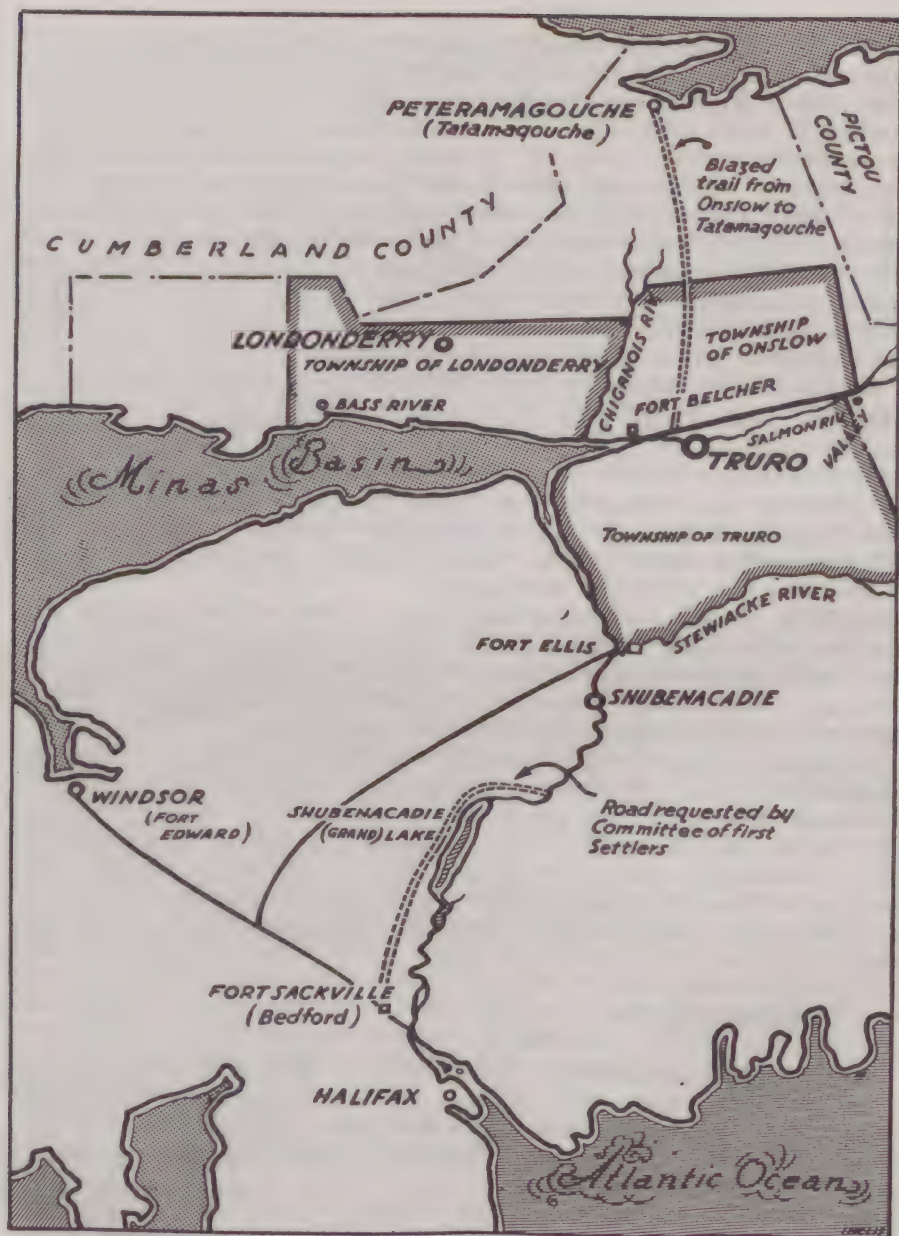 PETERAMAGOUCHE
(Tatamagouche)
PICTOU
COUNTY
Blazed
trail from
Onslow to
Tatamagouche
CUMBERLAND COUNTY
LONDONDERRY
TOWNSHIP OF LONDONDERRY
CHIGANOIS RIV
TOWNSHIP
OF ONSLOW
BASS RIVER
FORT BELCHER
SALMON RIV
VALLEY
TRURO
Minas Basin
TOWNSHIP OF TRURO
STEWIACKE RIVER
FORT ELLIS
SHUBENACADIE
WINDSOR
(FORT
EDWARD)
SHUBENACADIE
(GRAND) LAKE
Road requested by
Committee of first
Settlers
FORT SACKVILLE
(Bedford)
HALIFAX
Atlantic Ocean